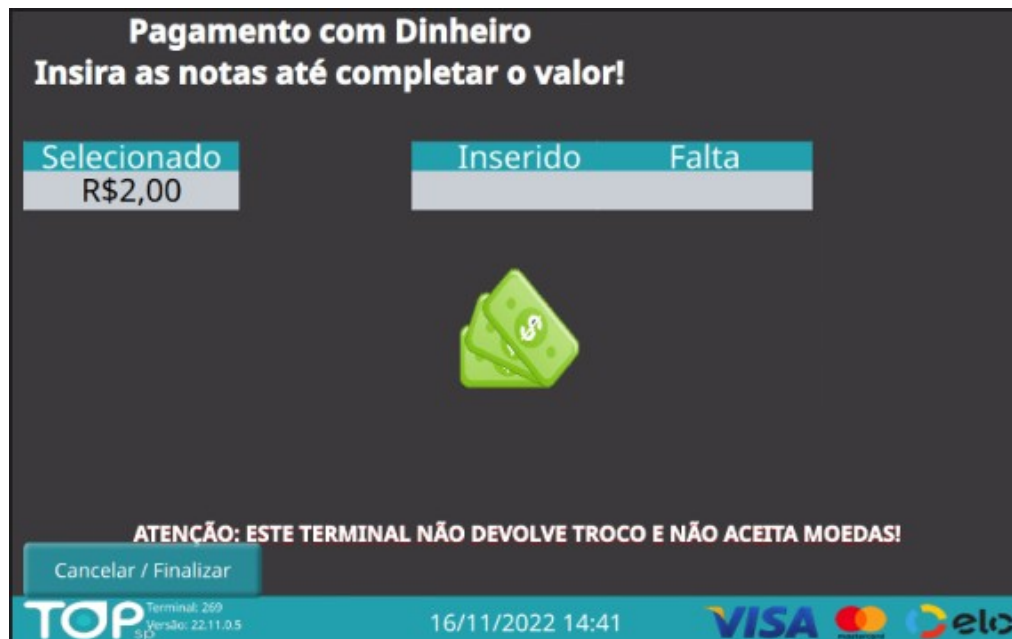 Pagamento com Dinheiro
Insira as notas até completar o valor!
Selecionado
Inserido Falta
R$2,00
ATENÇÃO: ESTE TERMINAL NÃO DEVOLVE TROCO E NÃO ACEITA MOEDAS!
Cancelar / Finalizar
TOP SP
Terminal: 269
Versão: 22.11.0.5
16/11/2022 14:41
VISA
mastercard
elo